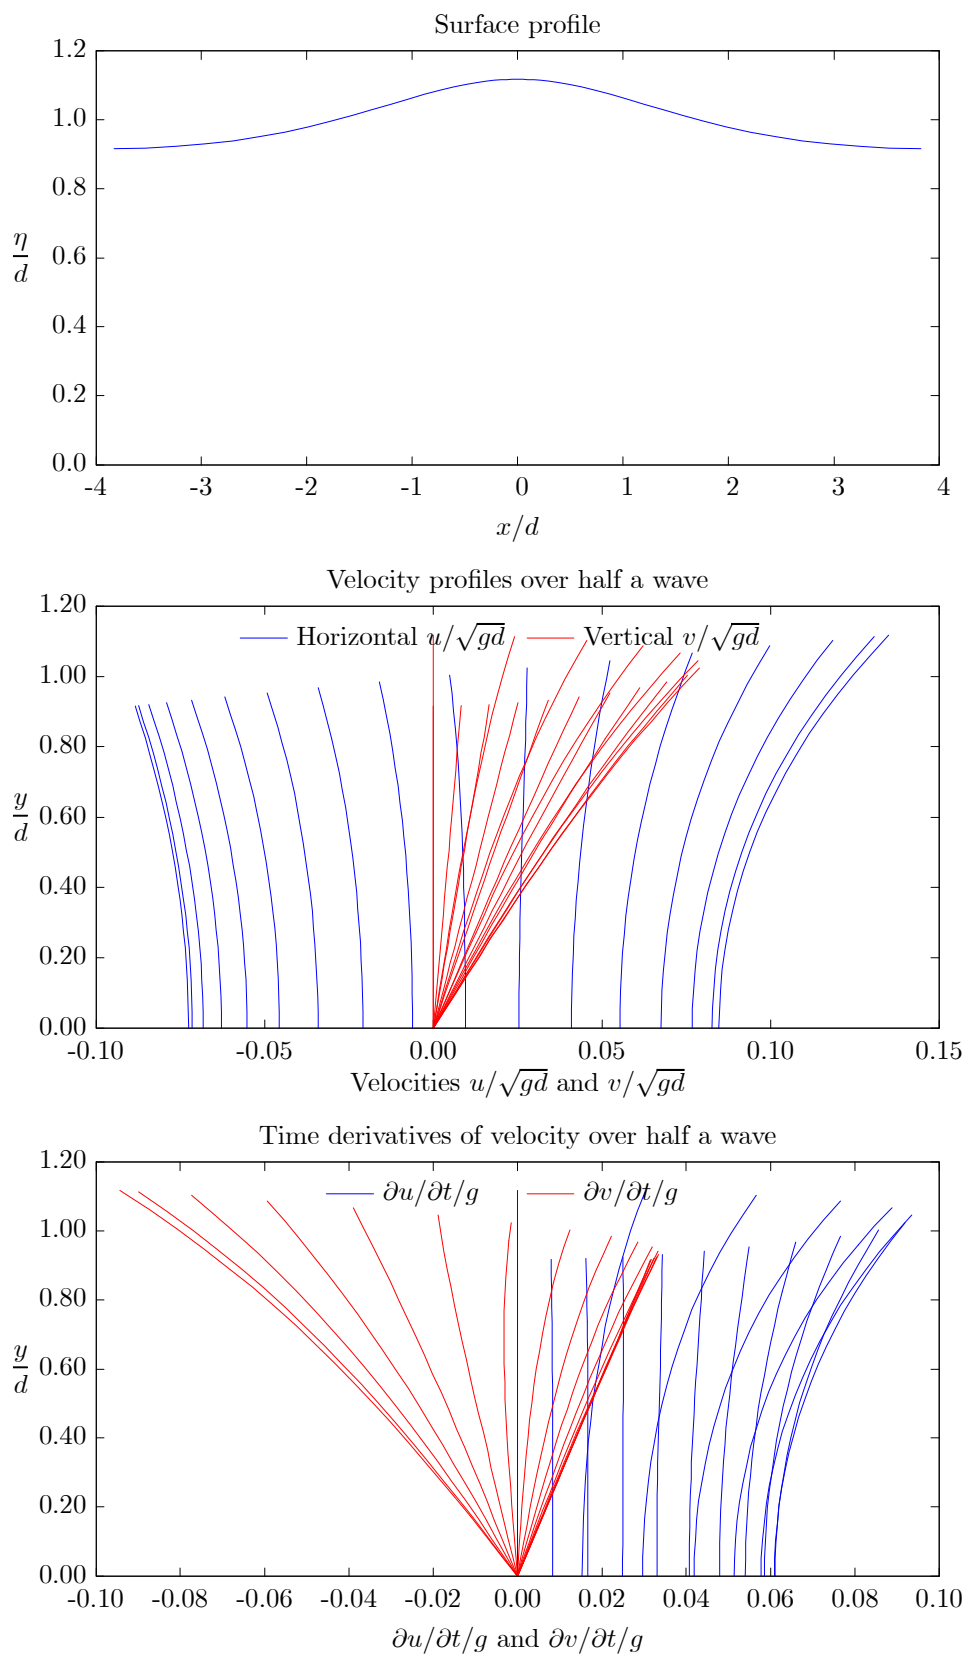 Surface profile
1.2
1.0
0.8
0.6
0.4
0.2
0.0
η/d
-4 -3 -2 -1 0 1 2 3 4
x/d
Velocity profiles over half a wave
Horizontal u/√gd Vertical v/√gd
1.20
1.00
0.80
0.60
0.40
0.20
0.00
y/d
-0.10 -0.05 0.00 0.05 0.10 0.15
Velocities u/√gd and v/√gd
Time derivatives of velocity over half a wave
∂u/∂t/g ∂v/∂t/g
1.20
1.00
0.80
0.60
0.40
0.20
0.00
y/d
-0.10 -0.08 -0.06 -0.04 -0.02 0.00 0.02 0.04 0.06 0.08 0.10
∂u/∂t/g and ∂v/∂t/g